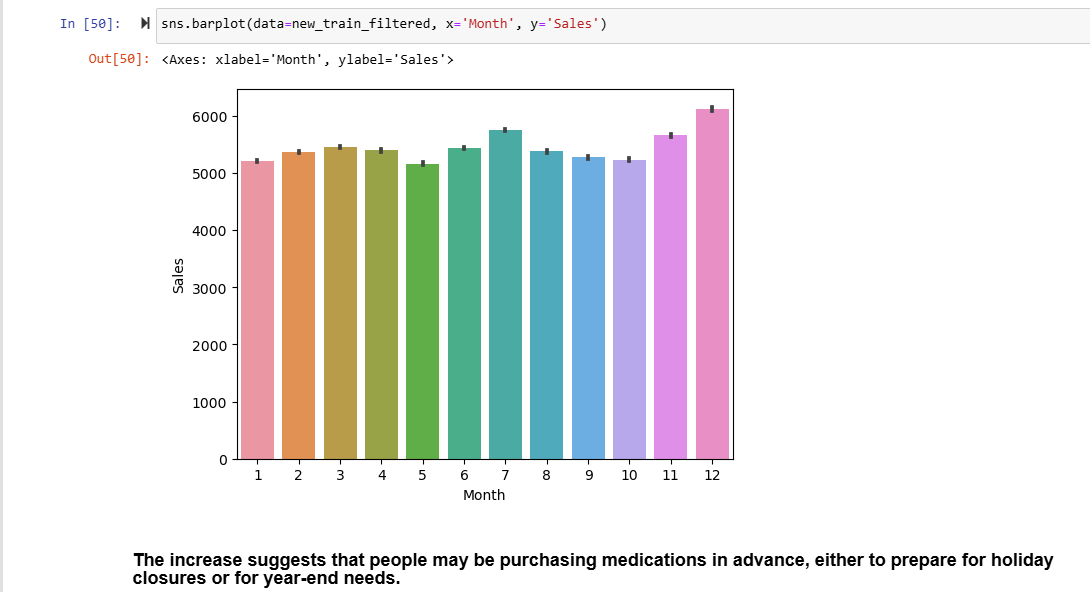 In [50]: sns.barplot(data=new_train_filtered, x='Month', y='Sales')
Out[50]: <Axes: xlabel='Month', ylabel='Sales'>
6000
5000
4000
3000
2000
1000
0
Sales
1 2 3 4 5 6 7 8 9 10 11 12
Month
The increase suggests that people may be purchasing medications in advance, either to prepare for holiday
closures or for year-end needs.